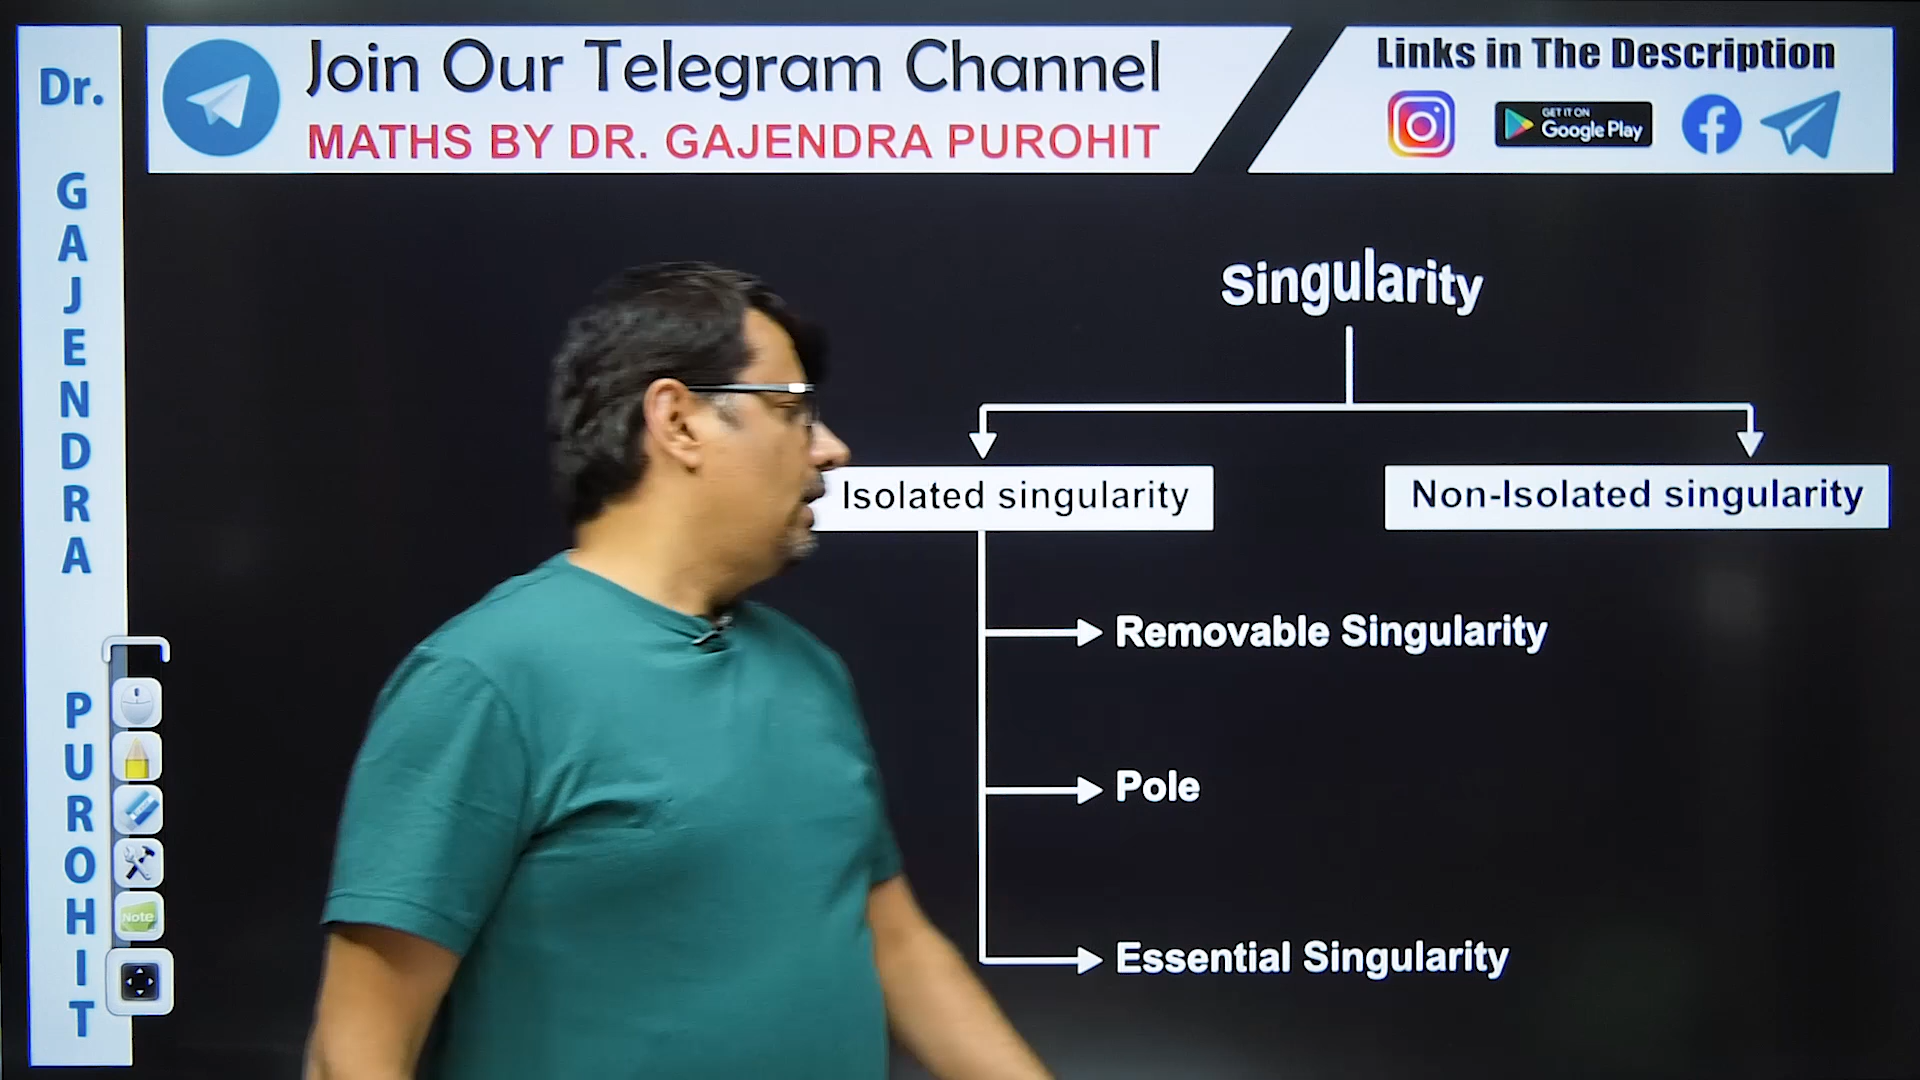 Join Our Telegram Channel
MATHS BY DR. GAJENDRA PUROHIT
Links in The Description
GET IT ON
Google Play
Dr.
GAJENDRA
PUROHIT
Singularity
Isolated singularity
Non-Isolated singularity
Removable Singularity
Pole
Essential Singularity
Note